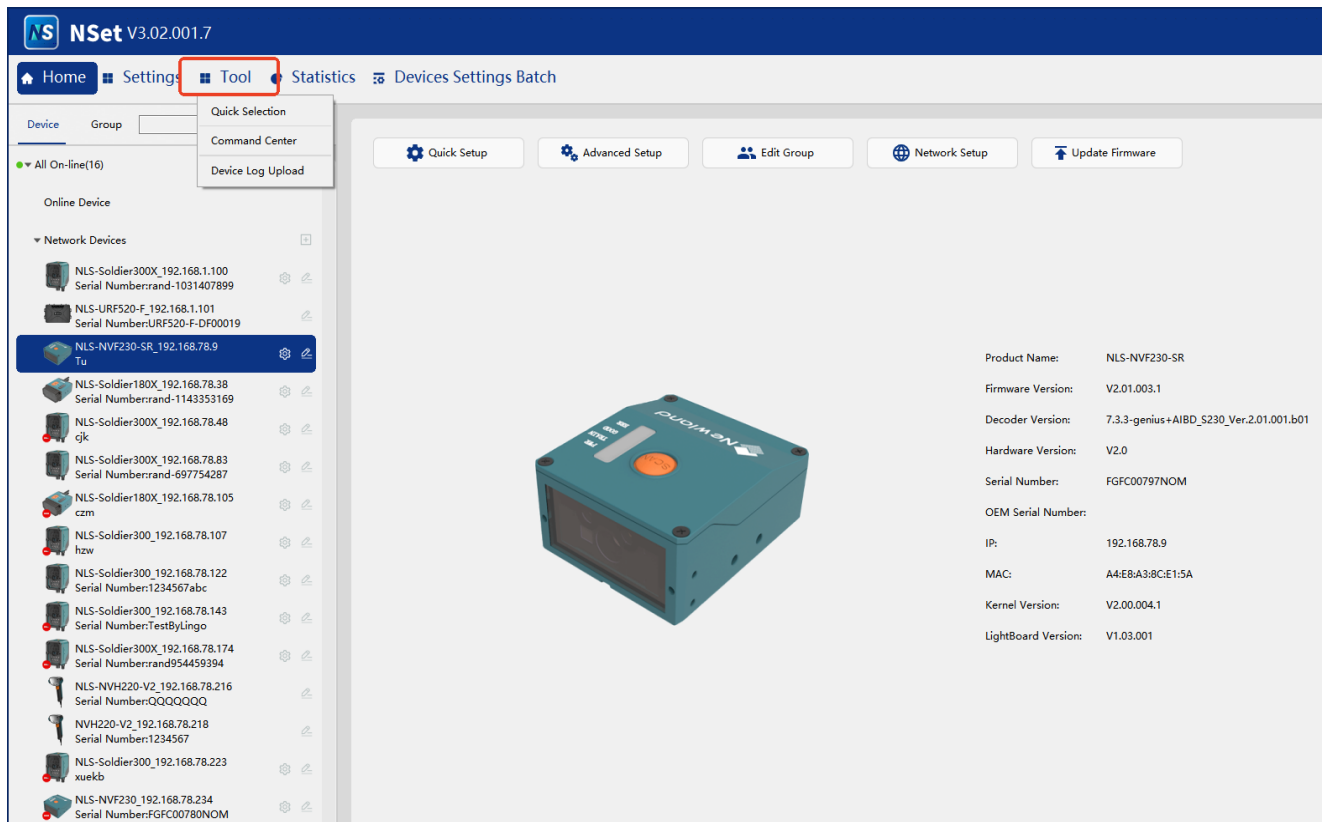 NS NSet V3.02.001.7
Home Settings Tool Statistics Devices Settings Batch
Quick Selection
Command Center
Device Log Upload
Device Group
All On-line(16)
Quick Setup Advanced Setup Edit Group Network Setup Update Firmware
Online Device
Network Devices
NLS-Soldier300X_192.168.1.100
Serial Number:rand-1031407899
NLS-URF520-F_192.168.1.101
Serial Number:URF520-F-DF00019
NLS-NVF230-SR_192.168.78.9
Tu
NLS-Soldier180X_192.168.78.38
Serial Number:rand-1143353169
NLS-Soldier300X_192.168.78.48
cjk
NLS-Soldier300X_192.168.78.83
Serial Number:rand-697754287
NLS-Soldier180X_192.168.78.105
czm
NLS-Soldier300_192.168.78.107
hzw
NLS-Soldier300_192.168.78.122
Serial Number:1234567abc
NLS-Soldier300_192.168.78.143
Serial Number:TestByLingo
NLS-Soldier300X_192.168.78.174
Serial Number:rand954459394
NLS-NVH220-V2_192.168.78.216
Serial Number:QQQQQQQ
NVH220-V2_192.168.78.218
Serial Number:1234567
NLS-Soldier300_192.168.78.223
xuekb
NLS-NVF230_192.168.78.234
Serial Number:FGFC00780NOM
Newland
SCAN
Product Name: NLS-NVF230-SR
Firmware Version: V2.01.003.1
Decoder Version: 7.3.3-genius+AIBD_S230_Ver.2.01.001.b01
Hardware Version: V2.0
Serial Number: FGFC00797NOM
OEM Serial Number:
IP: 192.168.78.9
MAC: A4:E8:A3:8C:E1:5A
Kernel Version: V2.00.004.1
LightBoard Version: V1.03.001